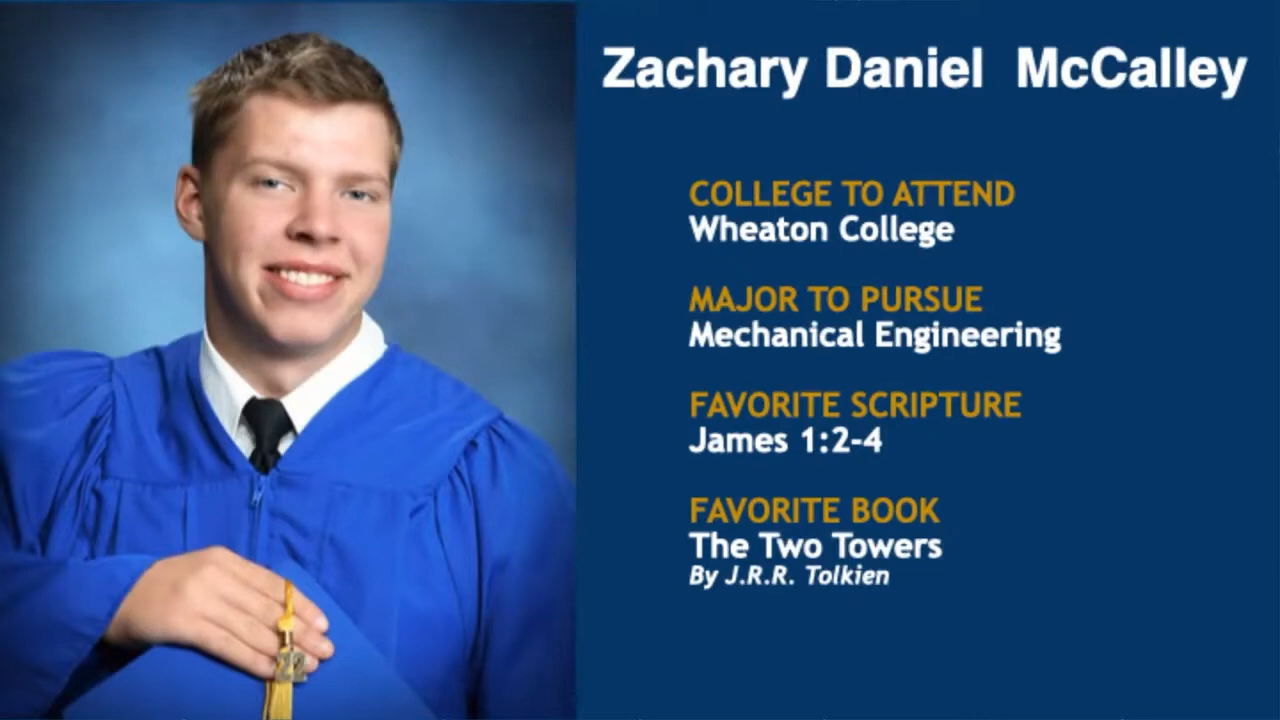 Zachary Daniel McCalley
COLLEGE TO ATTEND
Wheaton College
MAJOR TO PURSUE
Mechanical Engineering
FAVORITE SCRIPTURE
James 1:2-4
FAVORITE BOOK
The Two Towers
By J.R.R. Tolkien
22